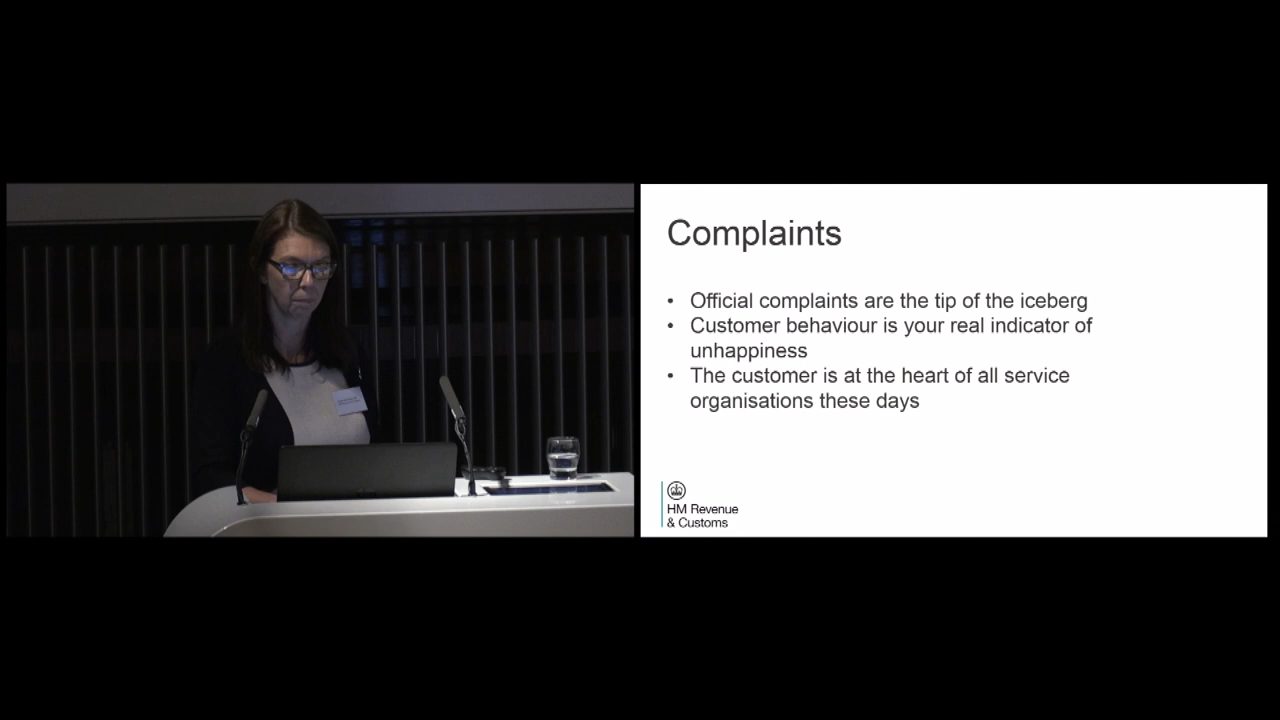 Complaints
• Official complaints are the tip of the iceberg
• Customer behaviour is your real indicator of
unhappiness
• The customer is at the heart of all service
organisations these days
HM Revenue
& Customs